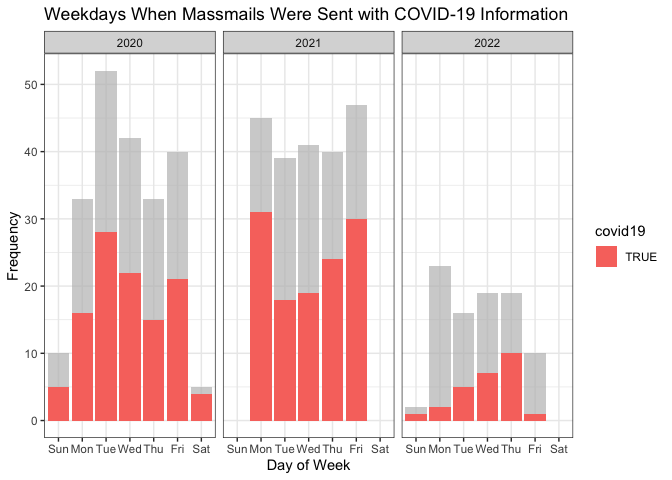 Weekdays When Massmails Were Sent with COVID-19 Information
2020 2021 2022
50
40
30
20
10
0
Frequency
Sun Mon Tue Wed Thu Fri Sat Sun Mon Tue Wed Thu Fri Sat Sun Mon Tue Wed Thu Fri Sat
Day of Week
covid19
TRUE